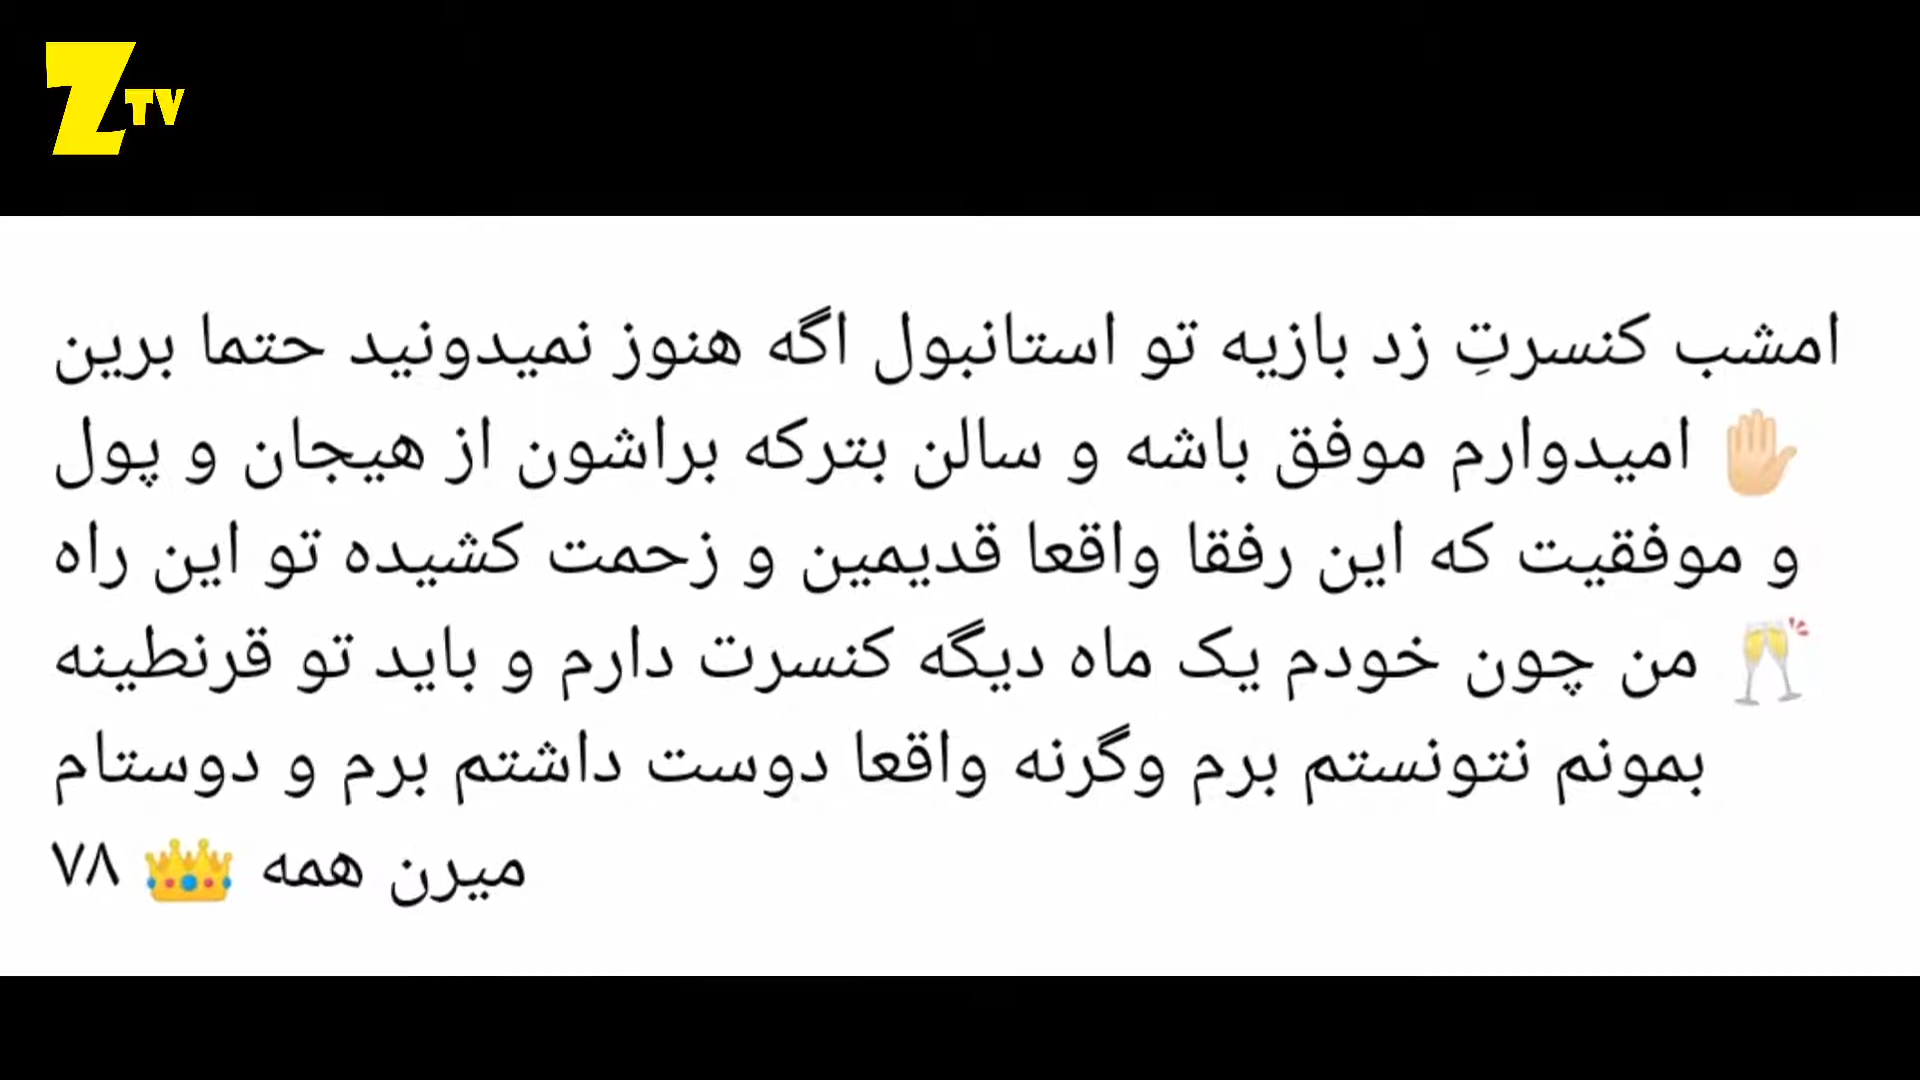 Z TV
امشب کنسرتِ زد بازیه تو استانبول اگه هنوز نمیدونید حتما برین
✋🏻 امیدوارم موفق باشه و سالن بترکه براشون از هیجان و پول
و موفقیت که این رفقا واقعا قدیمین و زحمت کشیده تو این راه
🥂 من چون خودم یک ماه دیگه کنسرت دارم و باید تو قرنطینه
بمونم نتونستم برم وگرنه واقعا دوست داشتم برم و دوستام
میرن همه 👑 ۷۸